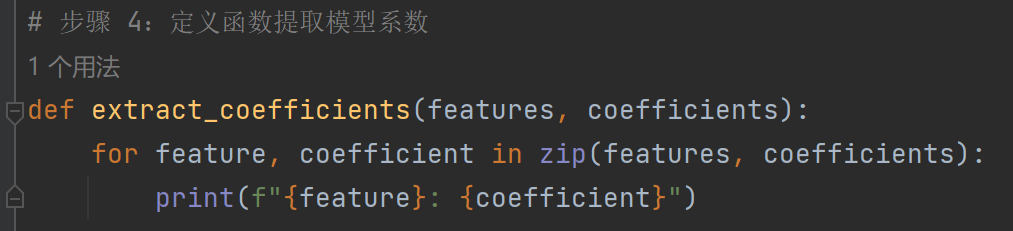 # 步骤 4：定义函数提取模型系数
1 个用法
def extract_coefficients(features, coefficients):
    for feature, coefficient in zip(features, coefficients):
        print(f"{feature}: {coefficient}")